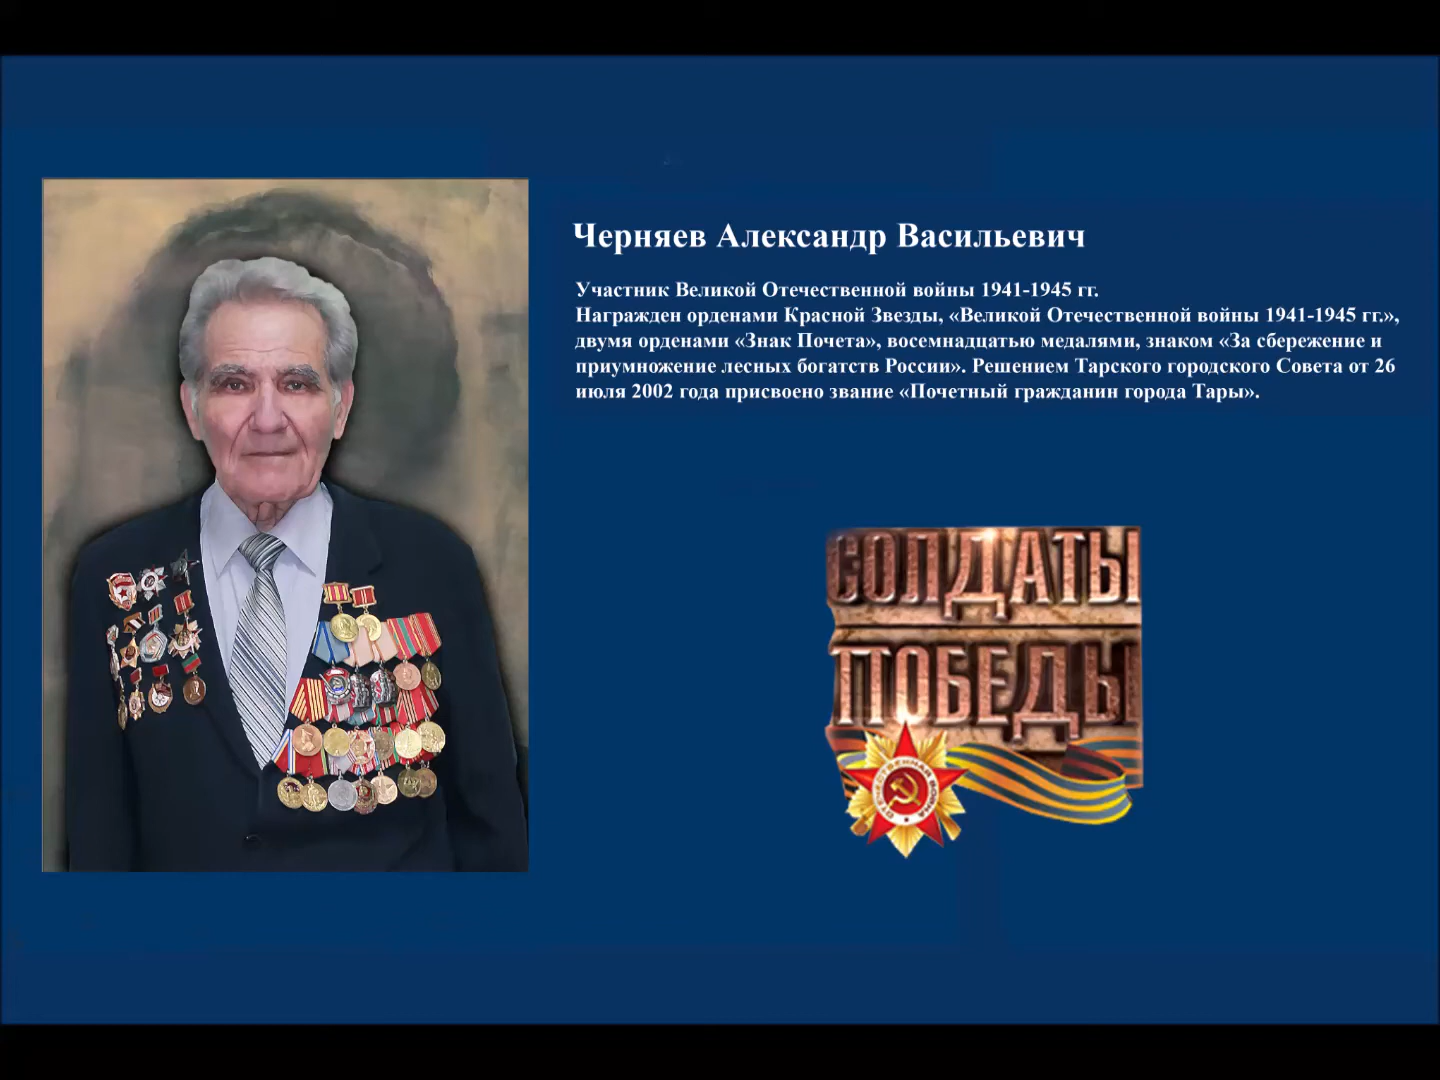 Черняев Александр Васильевич
Участник Великой Отечественной войны 1941-1945 гг.
Награжден орденами Красной Звезды, «Великой Отечественной войны 1941-1945 гг.»,
двумя орденами «Знак Почета», восемнадцатью медалями, знаком «За сбережение и
приумножение лесных богатств России». Решением Тарского городского Совета от 26
июля 2002 года присвоено звание «Почетный гражданин города Тары».
СОЛДАТЫ
ПОБЕДЫ
ОТЕЧЕСТВЕННАЯ ВОЙНА